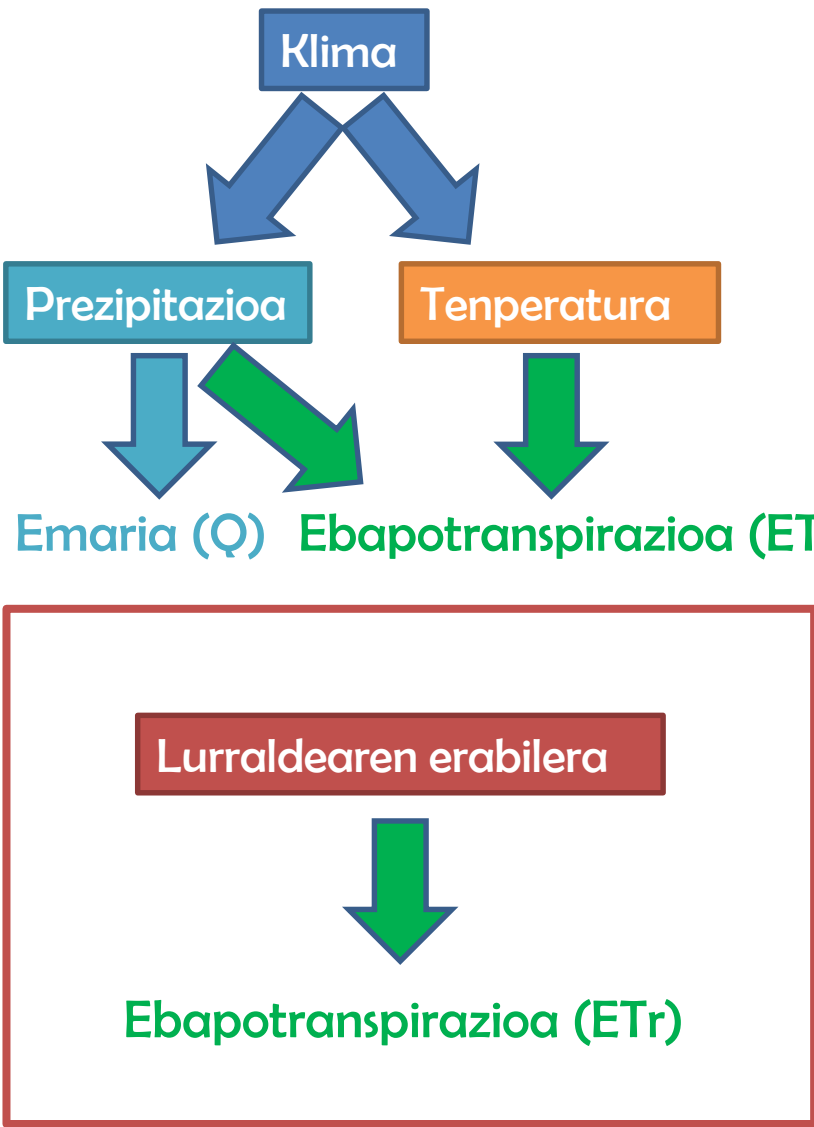 Klima
Prezipitazioa
Tenperatura
Emaria (Q)
Ebapotranspirazioa (ET
Lurraldearen erabilera
Ebapotranspirazioa (ETr)